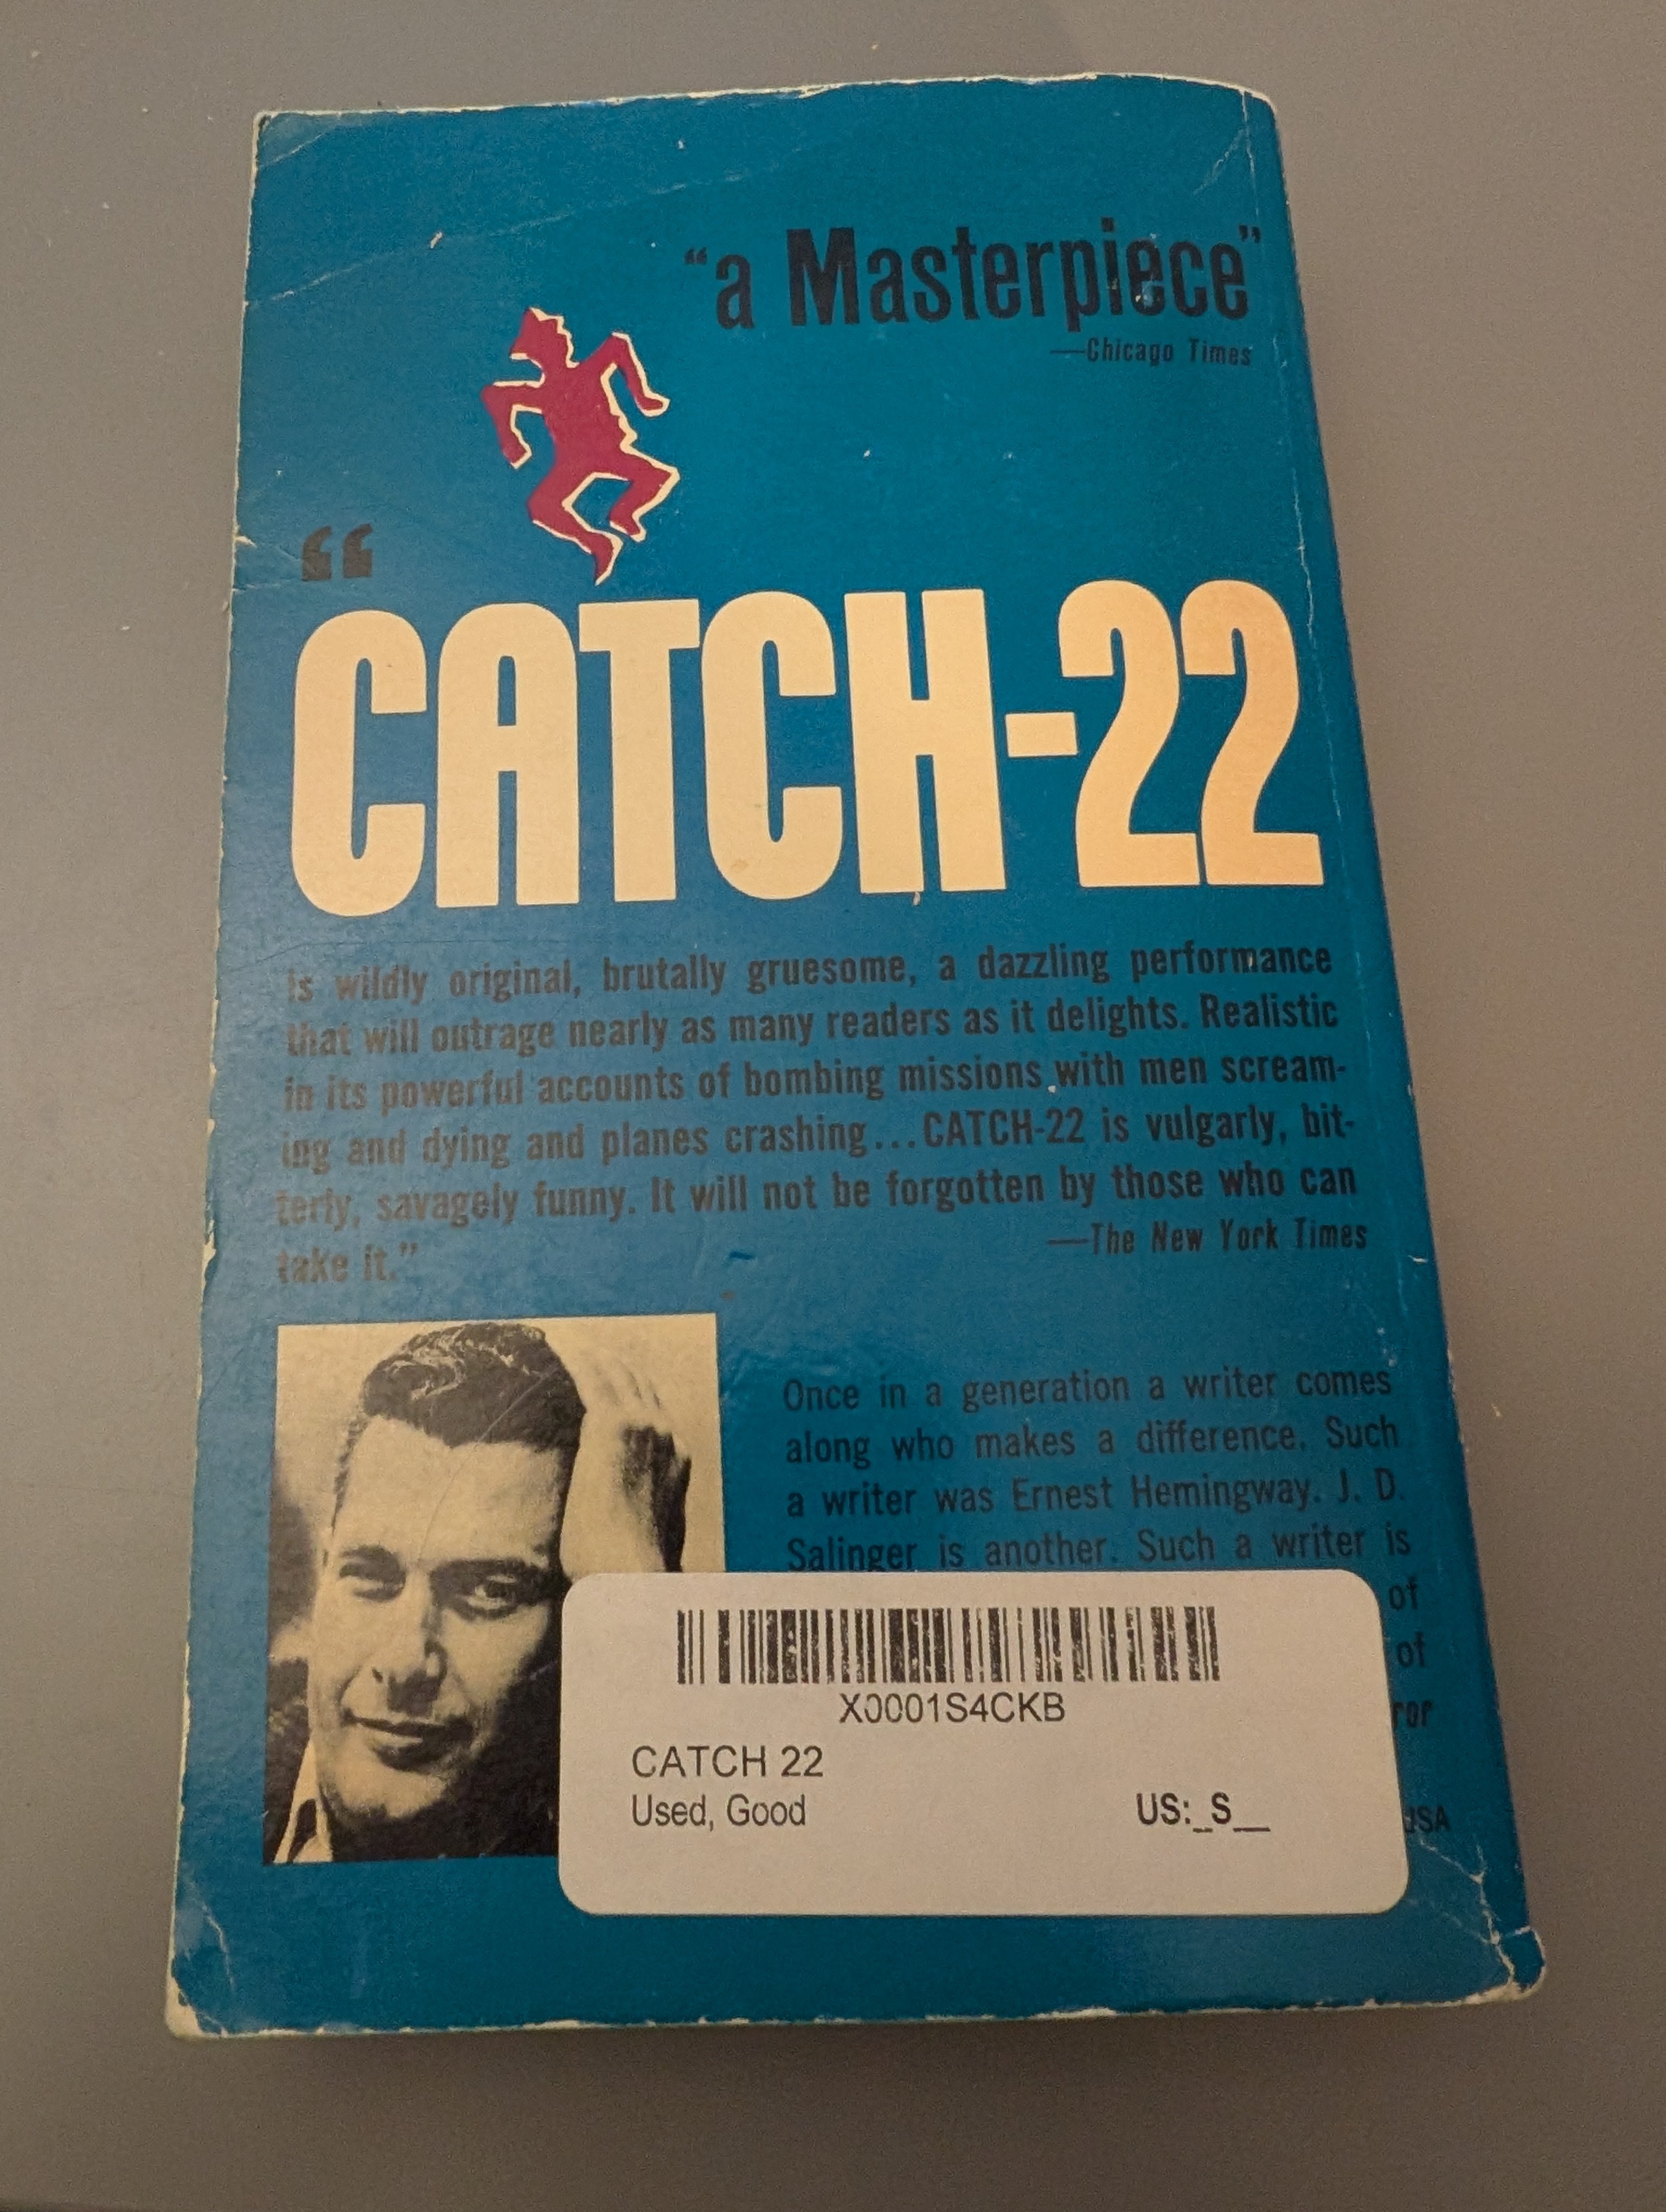 “a Masterpiece”
—Chicago Times
“
CATCH-22
is wildly original, brutally gruesome, a dazzling performance
that will outrage nearly as many readers as it delights. Realistic
in its powerful accounts of bombing missions with men scream-
ing and dying and planes crashing...CATCH-22 is vulgarly, bit-
terly, savagely funny. It will not be forgotten by those who can
take it.”
—The New York Times
Once in a generation a writer comes
along who makes a difference. Such
a writer was Ernest Hemingway. J. D.
Salinger is another. Such a writer is
of
of
X0001S4CKB
CATCH 22
Used, Good
US:_S__